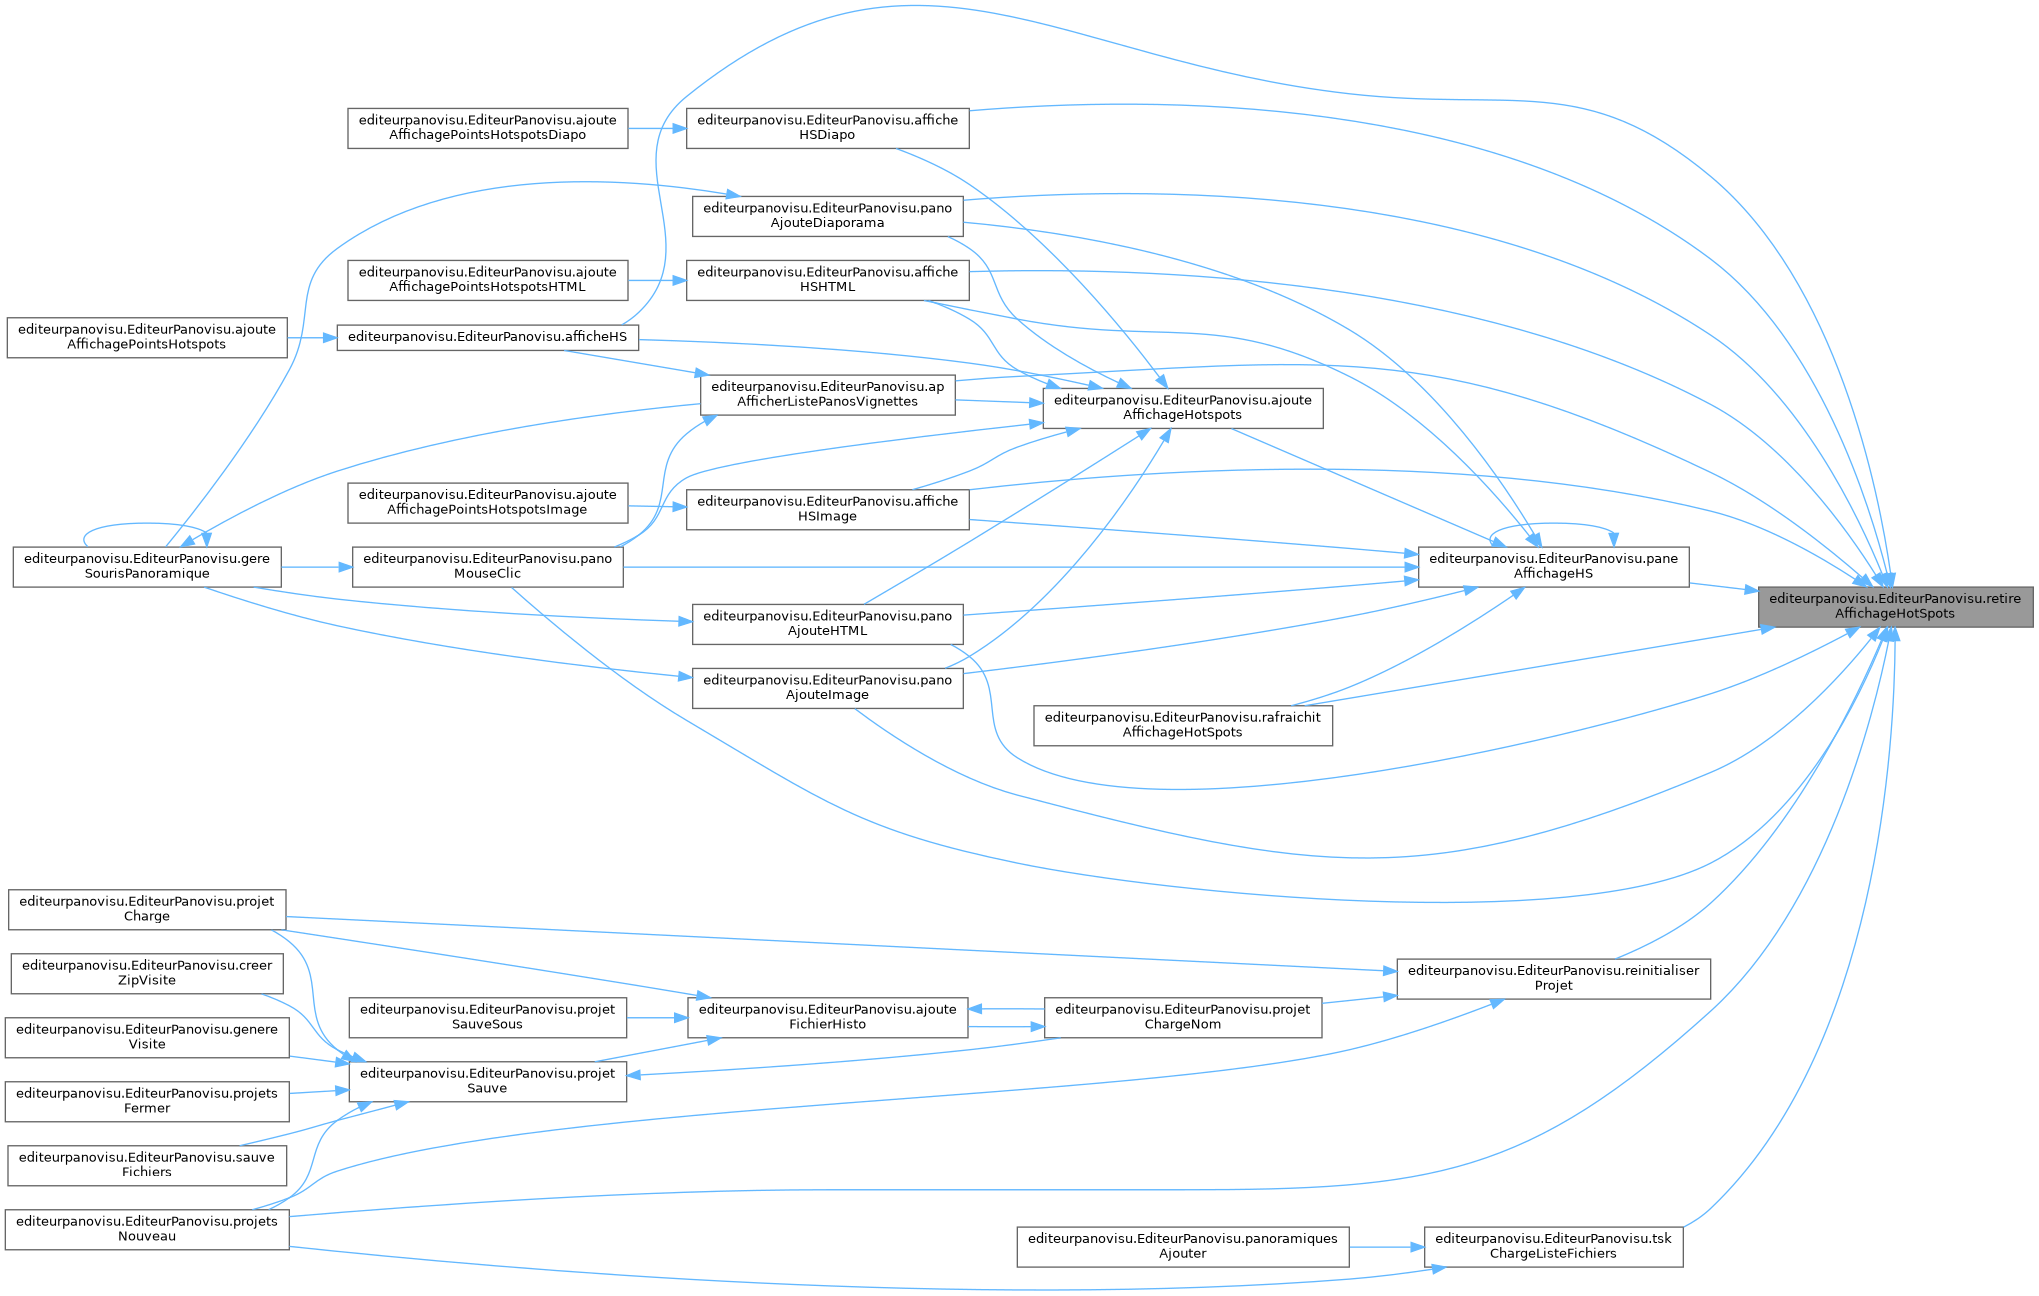 editeurpanovisu.EditeurPanovisu.ajoute
AffichagePointsHotspotsDiapo
editeurpanovisu.EditeurPanovisu.affiche
HSDiapo
editeurpanovisu.EditeurPanovisu.pano
AjouteDiaporama
editeurpanovisu.EditeurPanovisu.ajoute
AffichagePointsHotspotsHTML
editeurpanovisu.EditeurPanovisu.affiche
HSHTML
editeurpanovisu.EditeurPanovisu.ajoute
AffichagePointsHotspots
editeurpanovisu.EditeurPanovisu.afficheHS
editeurpanovisu.EditeurPanovisu.ap
AfficherListePanosVignettes
editeurpanovisu.EditeurPanovisu.ajoute
AffichageHotspots
editeurpanovisu.EditeurPanovisu.ajoute
AffichagePointsHotspotsImage
editeurpanovisu.EditeurPanovisu.affiche
HSImage
editeurpanovisu.EditeurPanovisu.gere
SourisPanoramique
editeurpanovisu.EditeurPanovisu.pano
MouseClic
editeurpanovisu.EditeurPanovisu.pane
AffichageHS
editeurpanovisu.EditeurPanovisu.retire
AffichageHotSpots
editeurpanovisu.EditeurPanovisu.pano
AjouteHTML
editeurpanovisu.EditeurPanovisu.pano
AjouteImage
editeurpanovisu.EditeurPanovisu.rafraichit
AffichageHotSpots
editeurpanovisu.EditeurPanovisu.projet
Charge
editeurpanovisu.EditeurPanovisu.creer
ZipVisite
editeurpanovisu.EditeurPanovisu.reinitialiser
Projet
editeurpanovisu.EditeurPanovisu.projet
SauveSous
editeurpanovisu.EditeurPanovisu.ajoute
FichierHisto
editeurpanovisu.EditeurPanovisu.projet
ChargeNom
editeurpanovisu.EditeurPanovisu.genere
Visite
editeurpanovisu.EditeurPanovisu.projet
Sauve
editeurpanovisu.EditeurPanovisu.projets
Fermer
editeurpanovisu.EditeurPanovisu.sauve
Fichiers
editeurpanovisu.EditeurPanovisu.projets
Nouveau
editeurpanovisu.EditeurPanovisu.panoramiques
Ajouter
editeurpanovisu.EditeurPanovisu.tsk
ChargeListeFichiers